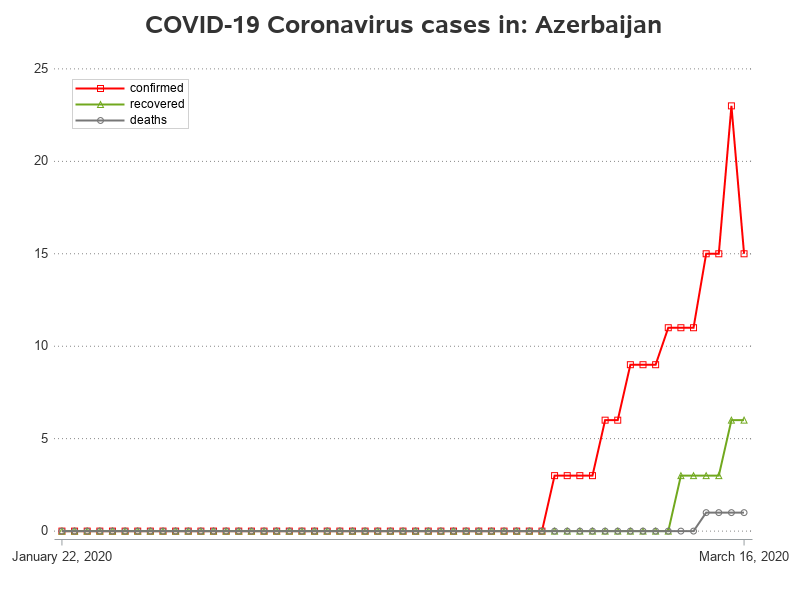 COVID-19 Coronavirus cases in: Azerbaijan
25
confirmed
recovered
deaths
20
15
10
5
0
January 22, 2020
March 16, 2020